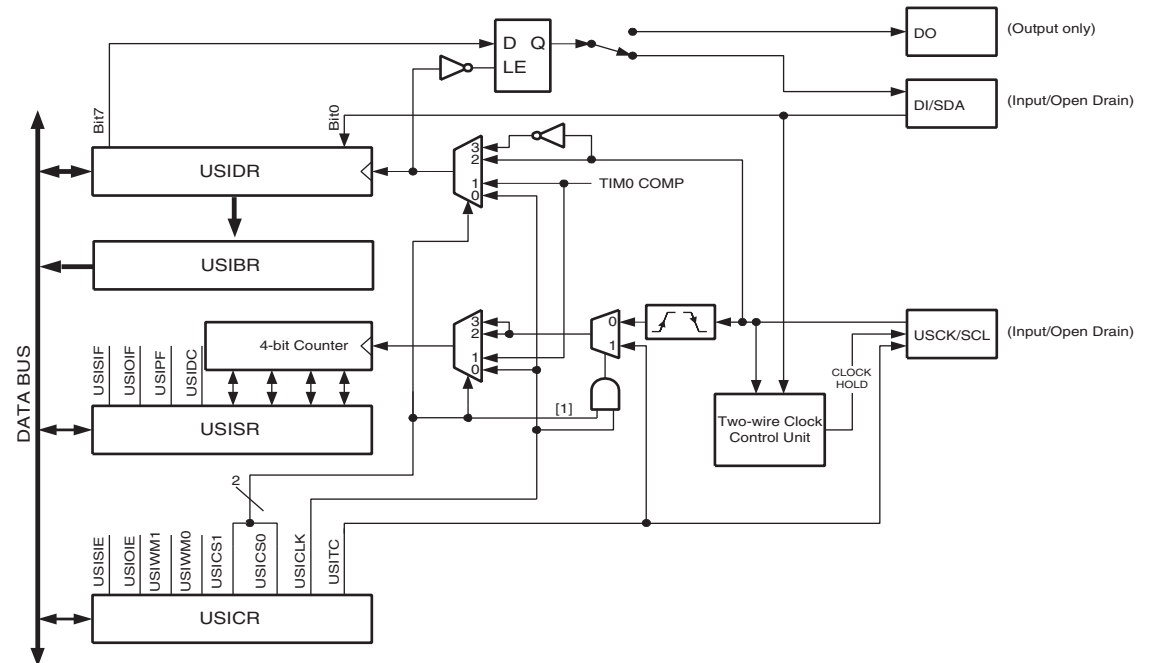 D Q
LE
DO
(Output only)
DI/SDA
(Input/Open Drain)
Bit7
Bit0
3
2
1
0
TIM0 COMP
USIDR
USIBR
3
2
1
0
0
1
4-bit Counter
USCK/SCL
(Input/Open Drain)
CLOCK
HOLD
[1]
Two-wire Clock
Control Unit
DATA BUS
USISIF
USIOIF
USIPF
USIDC
USISR
2
USISIE
USIOIE
USIWM1
USIWM0
USICS1
USICS0
USICLK
USITC
USICR